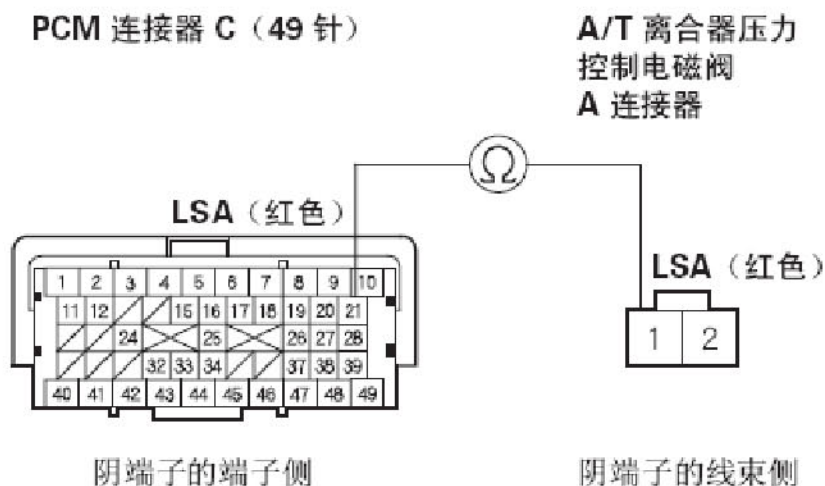 PCM 连接器 C（49 针）
A/T 离合器压力
控制电磁阀
A 连接器
Ω
LSA（红色）
LSA（红色）
1 2 3 4 5 6 7 8 9 10
11 12 15 16 17 18 19 20 21
24 25 26 27 28
32 33 34 37 38 39
40 41 42 43 44 45 46 47 48 49
1 2
阴端子的端子侧
阴端子的线束侧